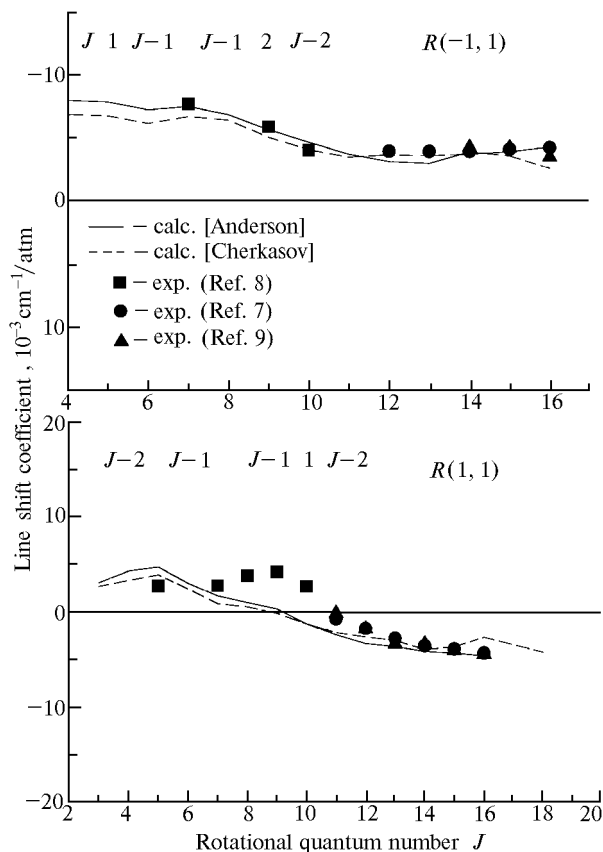 J 1 J−1 J−1 2 J−2 R(−1, 1)
−10
0
calc. [Anderson]
calc. [Cherkasov]
exp. (Ref. 8)
exp. (Ref. 7)
exp. (Ref. 9)
10
4 6 8 10 12 14 16
Line shift coefficient, 10⁻³ cm⁻¹/atm
20
J−2 J−1 J−1 1 J−2 R(1, 1)
10
0
−10
−20
2 4 6 8 10 12 14 16 18 20
Rotational quantum number J